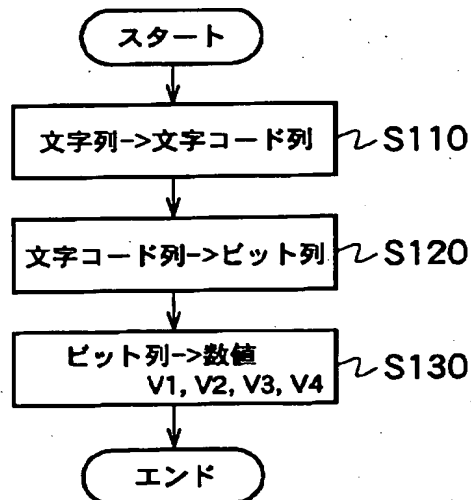 スタート
文字列->文字コード列
S110
文字コード列->ビット列
S120
ビット列->数値
V1, V2, V3, V4
S130
エンド